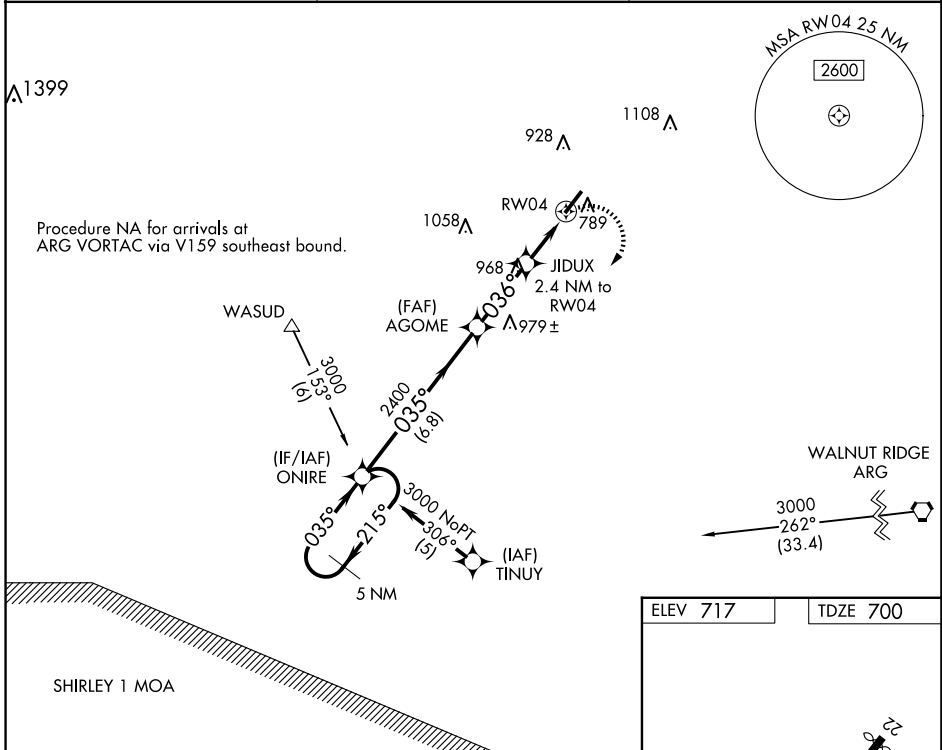 MSA RW04 25 NM
2600
1399
1108
928
RW04
789
1058
Procedure NA for arrivals at
ARG VORTAC via V159 southeast bound.
968
JIDUX
2.4 NM to
RW04
036°
(FAF)
AGOME
979±
WASUD
3000
153°
(6)
2400
035°
(6.8)
(IF/IAF)
ONIRE
WALNUT RIDGE
ARG
3000 NoPT
306°
(5)
3000
262°
(33.4)
035°
215°
(IAF)
TINUY
5 NM
ELEV 717
TDZE 700
SHIRLEY 1 MOA
22